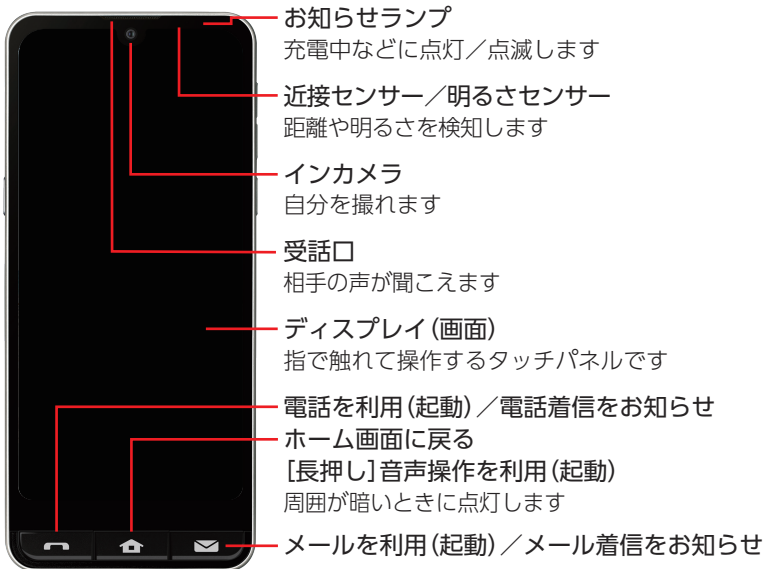 お知らせランプ
充電中などに点灯／点滅します
近接センサー／明るさセンサー
距離や明るさを検知します
インカメラ
自分を撮れます
受話口
相手の声が聞こえます
ディスプレイ（画面）
指で触れて操作するタッチパネルです
電話を利用（起動）／電話着信をお知らせ
ホーム画面に戻る
［長押し］音声操作を利用（起動）
周囲が暗いときに点灯します
メールを利用（起動）／メール着信をお知らせ